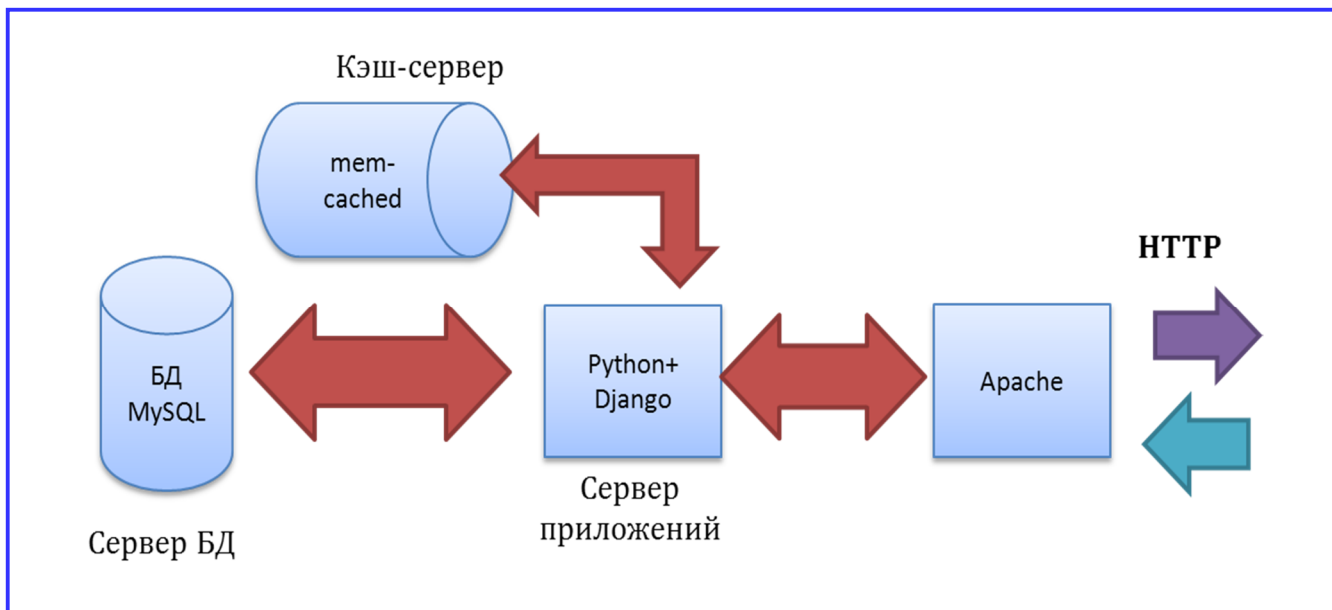 Кэш-сервер
mem-
cached
HTTP
БД
MySQL
Python+
Django
Apache
Сервер
приложений
Сервер БД